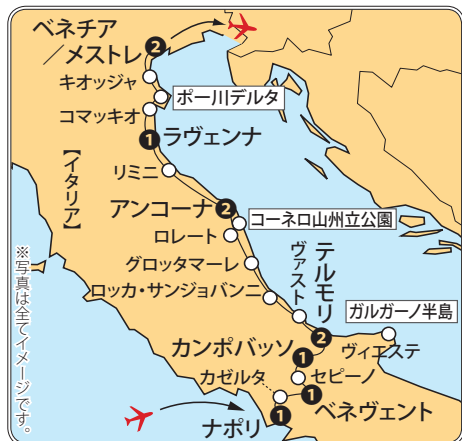 ベネチア
／メストレ
2
キオッジャ
ポー川デルタ
コマッキオ
1
ラヴェンナ
【イタリア】
リミニ
アンコーナ
2
コーネロ山州立公園
ロレート
グロッタマーレ
ロッカ・サンジョバンニ
ヴァスト
テルモリ
2
ガルガーノ半島
ヴィエステ
カンポバッソ
1
セピーノ
カゼルタ
1
ベネヴェント
ナポリ
1
※写真は全てイメージです。